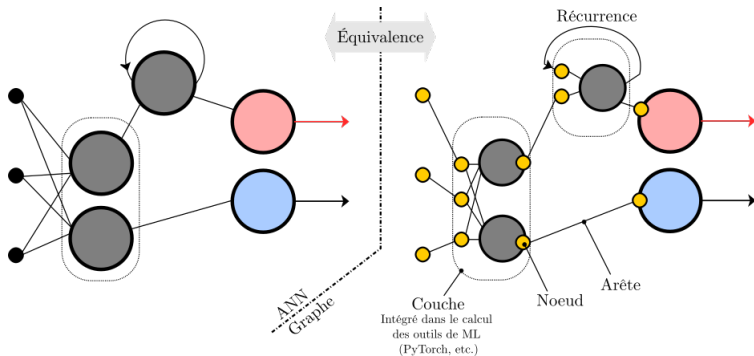 Récurrence
Équivalence
ANN
Graphe
Couche
Intégré dans le calcul
des outils de ML
(PyTorch, etc.)
Noeud
Arête